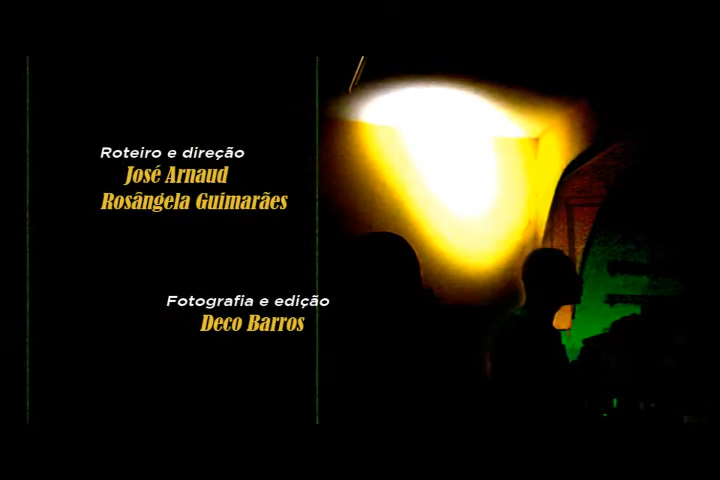 Roteiro e direção
José Arnaud
Rosângela Guimarães
Fotografia e edição
Deco Barros